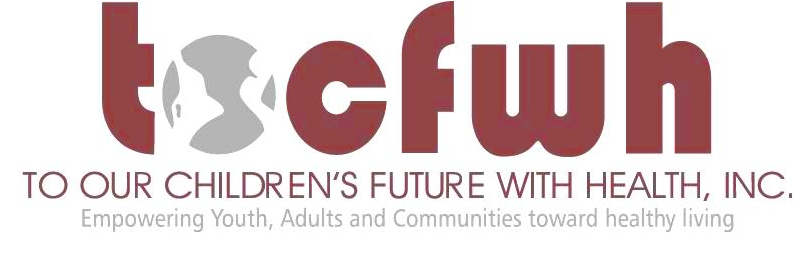 tocfwh
TO OUR CHILDREN'S FUTURE WITH HEALTH, INC.
Empowering Youth, Adults and Communities toward healthy living